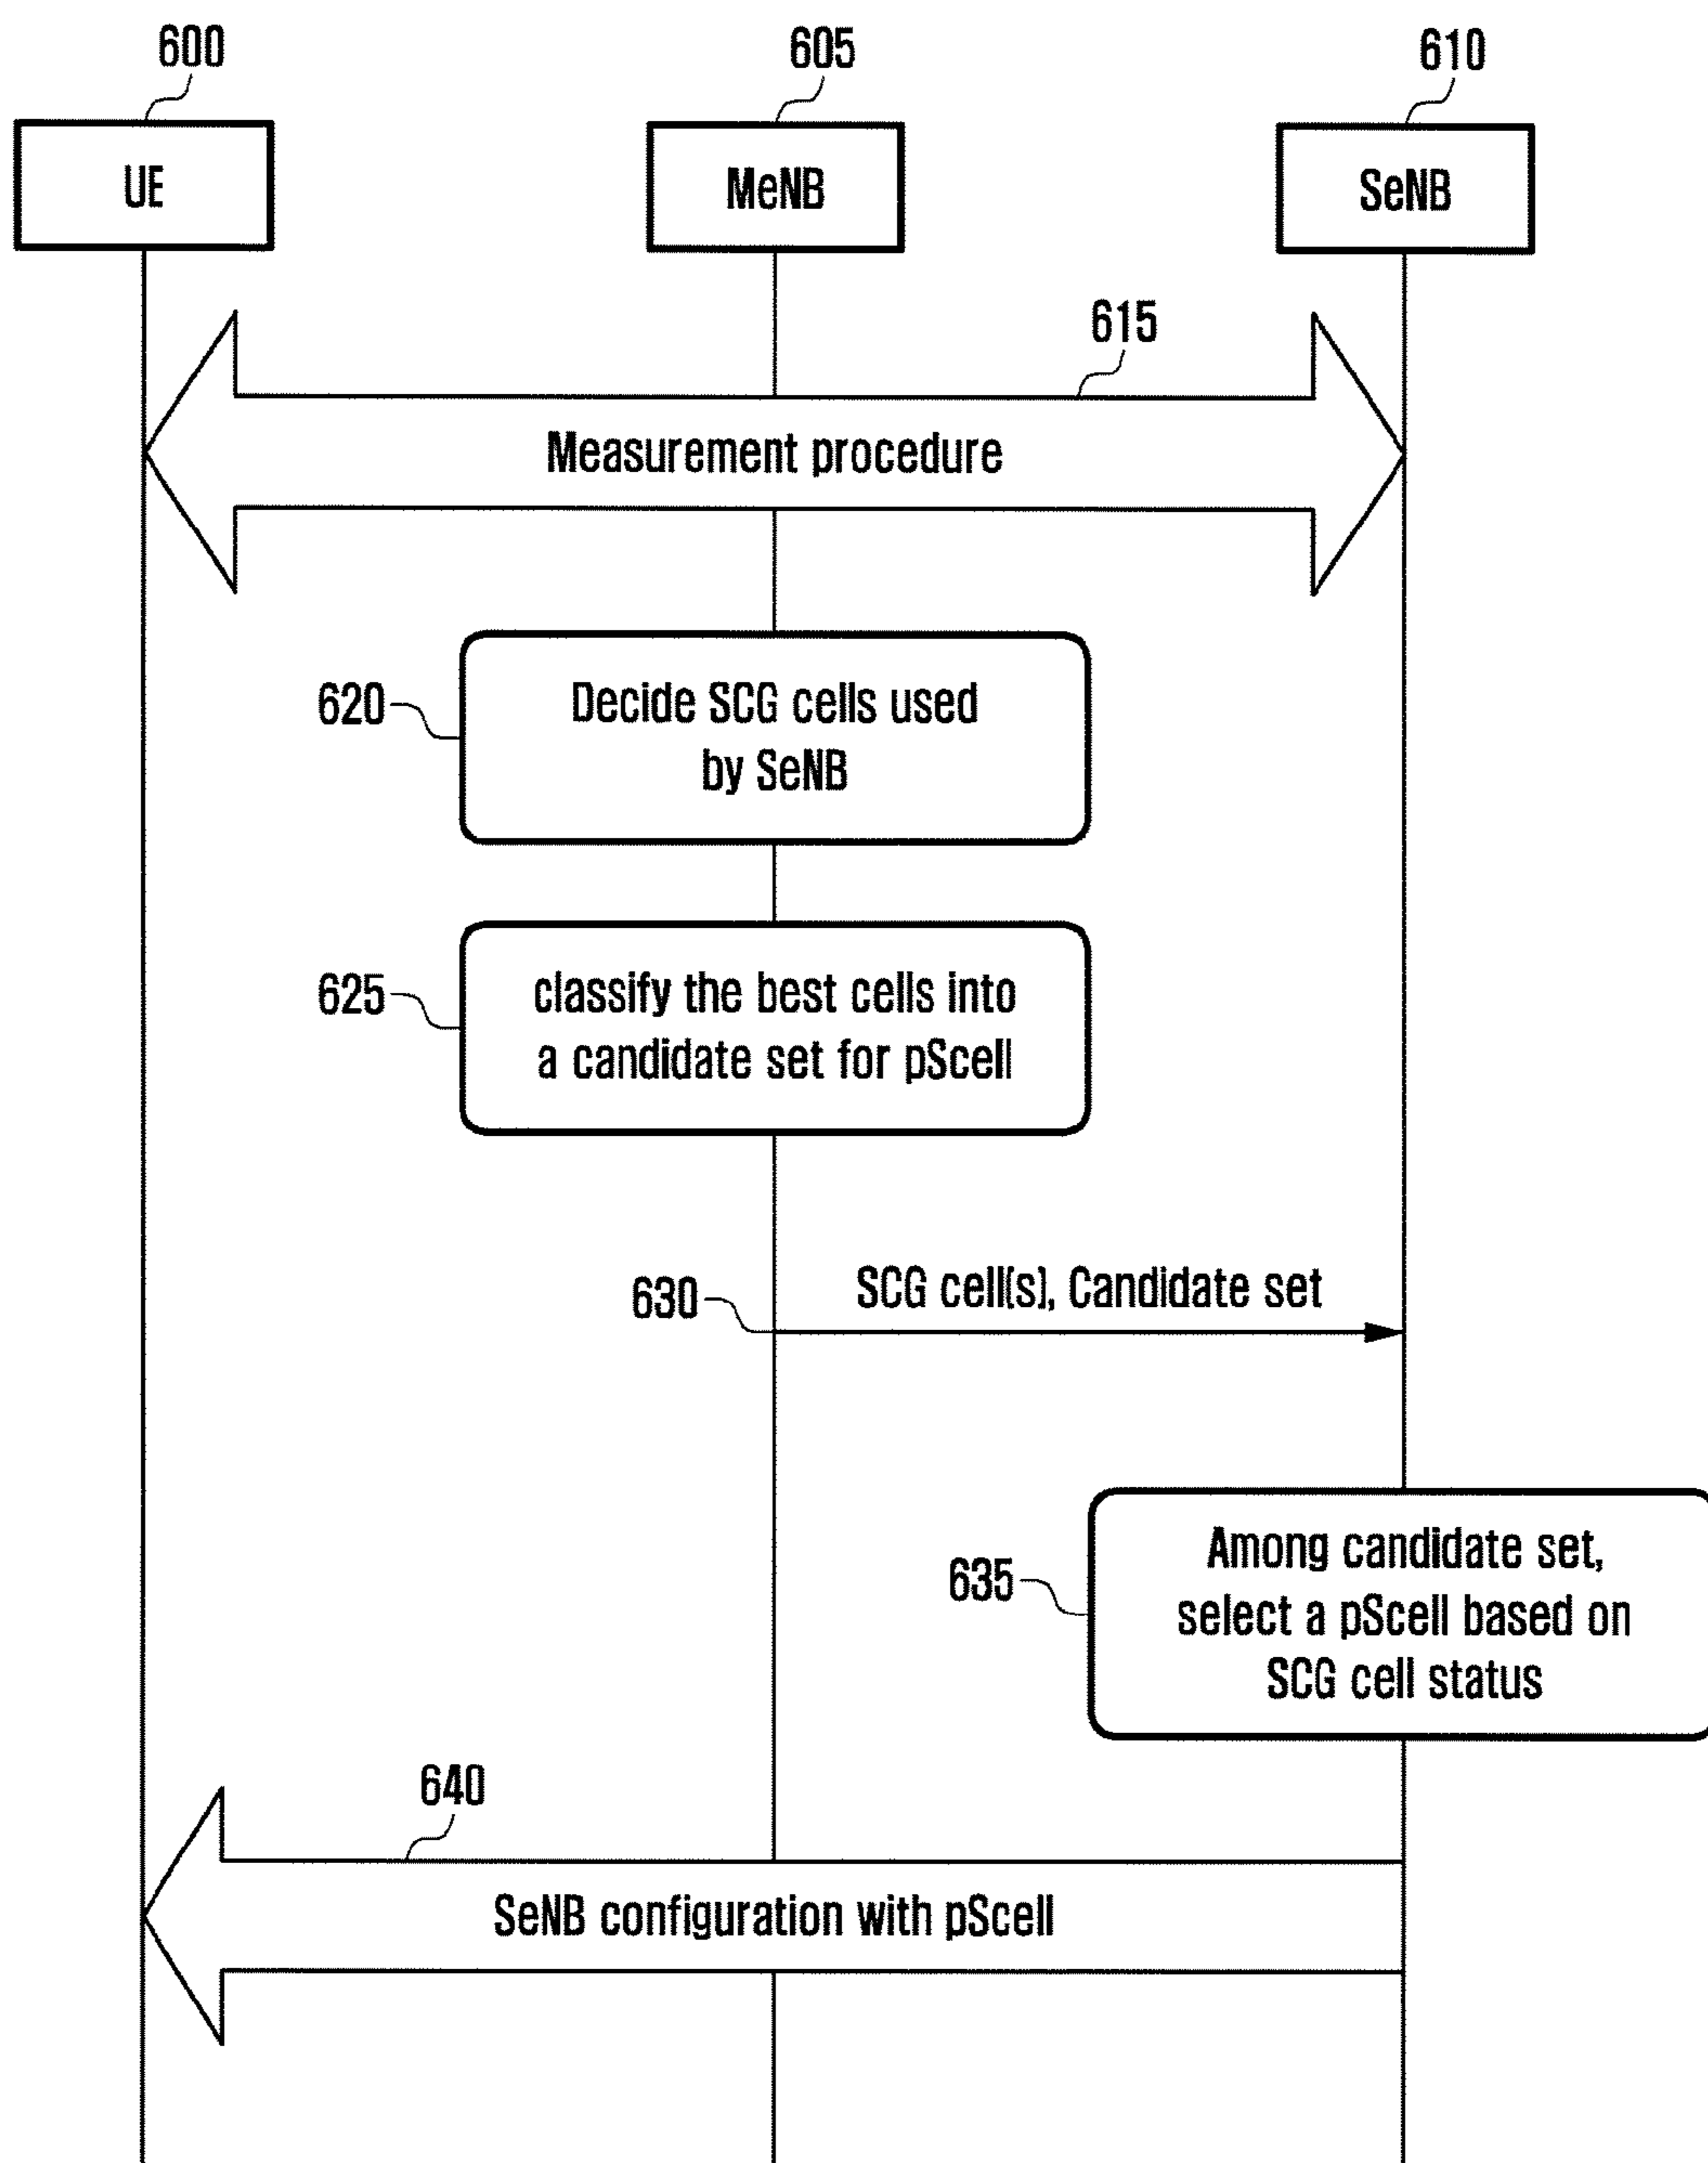 600
605
610
UE
MeNB
SeNB
615
Measurement procedure
620
Decide SCG cells used
by SeNB
625
classify the best cells into
a candidate set for pScell
630
SCG cell(s), Candidate set
635
Among candidate set,
select a pScell based on
SCG cell status
640
SeNB configuration with pScell